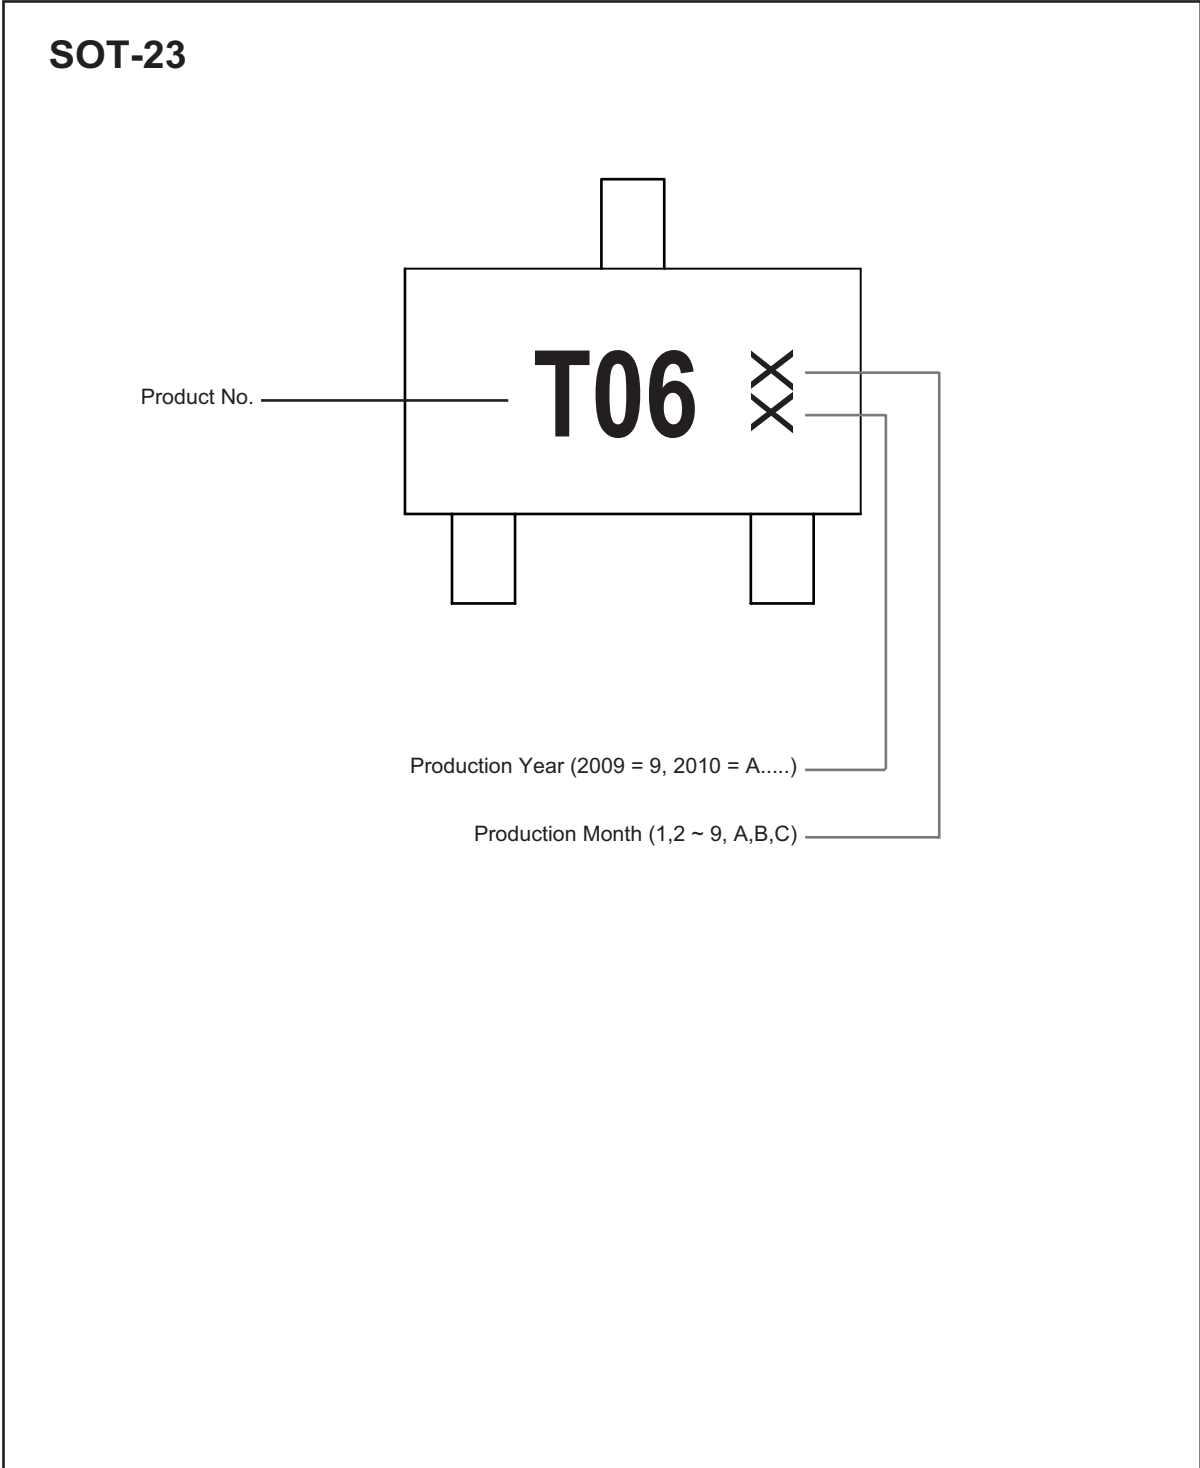 SOT-23
Product No.
T06
XX
Production Year (2009 = 9, 2010 = A.....)
Production Month (1,2 ~ 9, A,B,C)